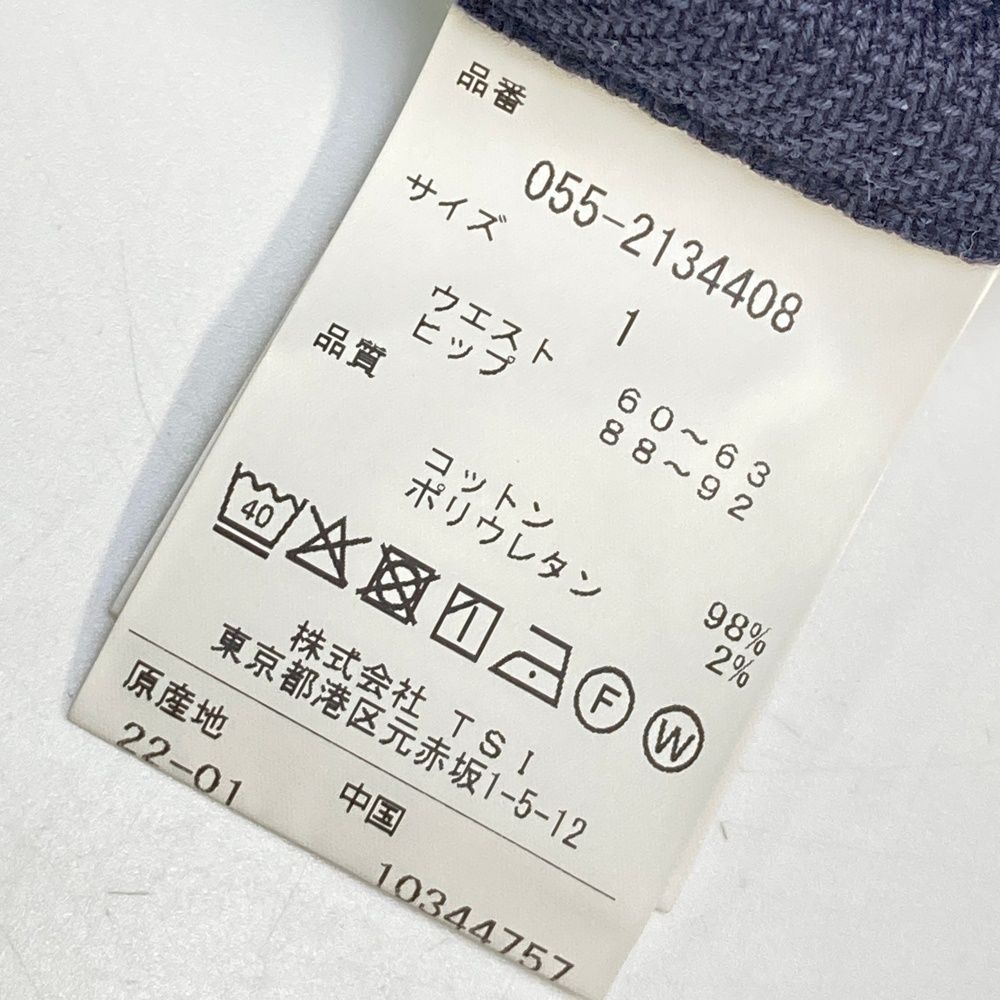 品番
055-2134408
サイズ
1
ウエスト 60~63
ヒップ 88~92
品質
コットン 98%
ポリウレタン 2%
40
F W
株式会社 TSI
東京都港区元赤坂1-5-12
原産地
中国
22-01
10344757